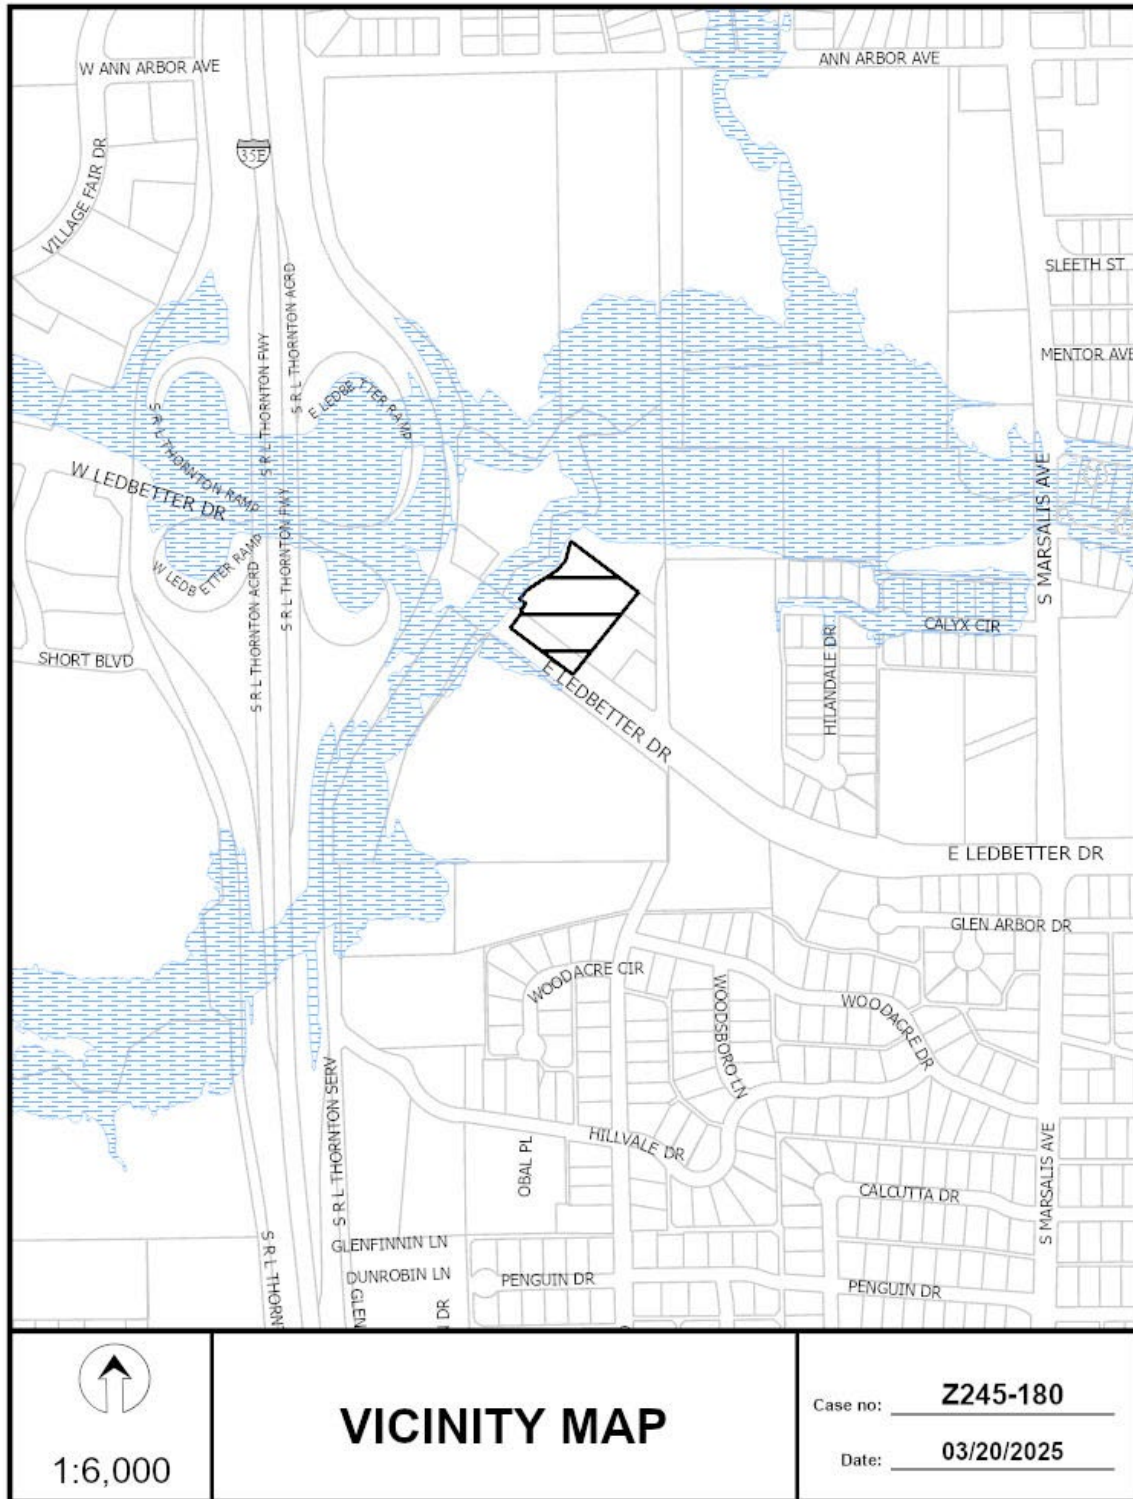 W ANN ARBOR AVE
ANN ARBOR AVE
35E
VILLAGE FAIR DR
SLEETH ST
MENTOR AVE
S R L THORNTON FWY
S R L THORNTON ACRD
E LEDBETTER RAMP
S R L THORNTON RAMP
W LEDBETTER DR
W LEDBETTER RAMP
S R L THORNTON ACRD
S R L THORNTON FWY
S MARSALIS AVE
CALYX CIR
SHORT BLVD
HILANDALE DR
E LEDBETTER DR
E LEDBETTER DR
GLEN ARBOR DR
WOODACRE CIR
WOODSBORO LN
WOODACRE DR
S R L THORNTON SERV
HILLVALE DR
OBAL PL
CALCUTTA DR
S MARSALIS AVE
S R L THORN
GLENFINNIN LN
DUNROBIN LN
PENGUIN DR
PENGUIN DR
GLEN
DR
1:6,000
VICINITY MAP
Case no: Z245-180
Date: 03/20/2025